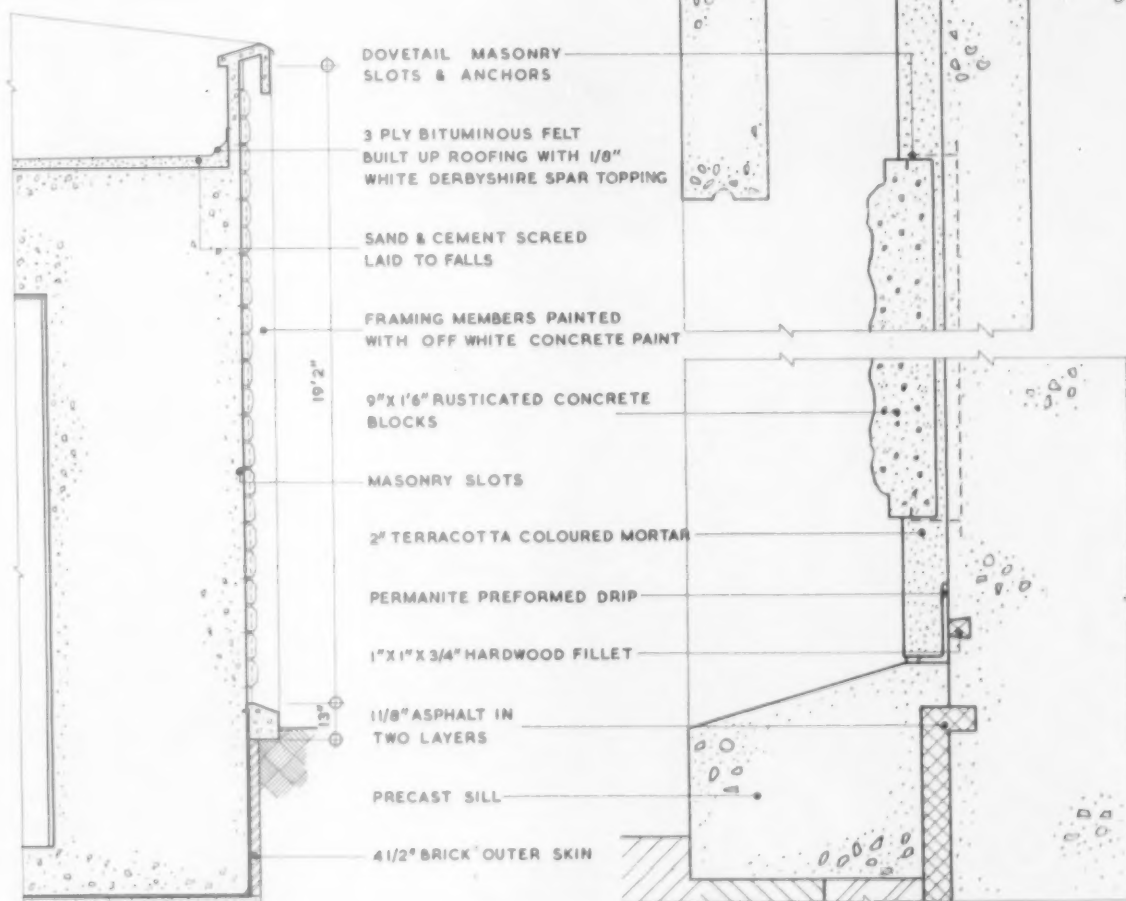 DOVETAIL MASONRY
SLOTS & ANCHORS
3 PLY BITUMINOUS FELT
BUILT UP ROOFING WITH 1/8"
WHITE DERBYSHIRE SPAR TOPPING
SAND & CEMENT SCREED
LAID TO FALLS
FRAMING MEMBERS PAINTED
WITH OFF WHITE CONCRETE PAINT
19'2"
9"X1'6" RUSTICATED CONCRETE
BLOCKS
MASONRY SLOTS
2" TERRACOTTA COLOURED MORTAR
PERMANITE PREFORMED DRIP
1"X1"X3/4" HARDWOOD FILLET
13"
11/8" ASPHALT IN
TWO LAYERS
PRECAST SILL
41/2" BRICK OUTER SKIN